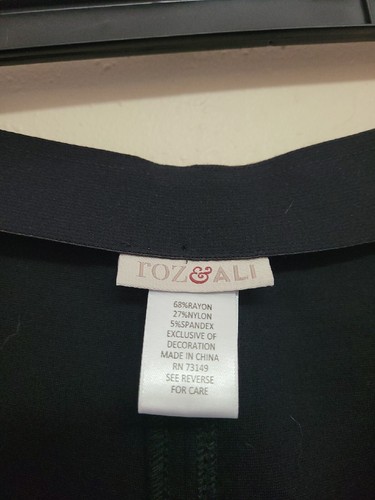 roz&ALI
68%RAYON
27%NYLON
5%SPANDEX
EXCLUSIVE OF
DECORATION
MADE IN CHINA
RN 73149
SEE REVERSE
FOR CARE